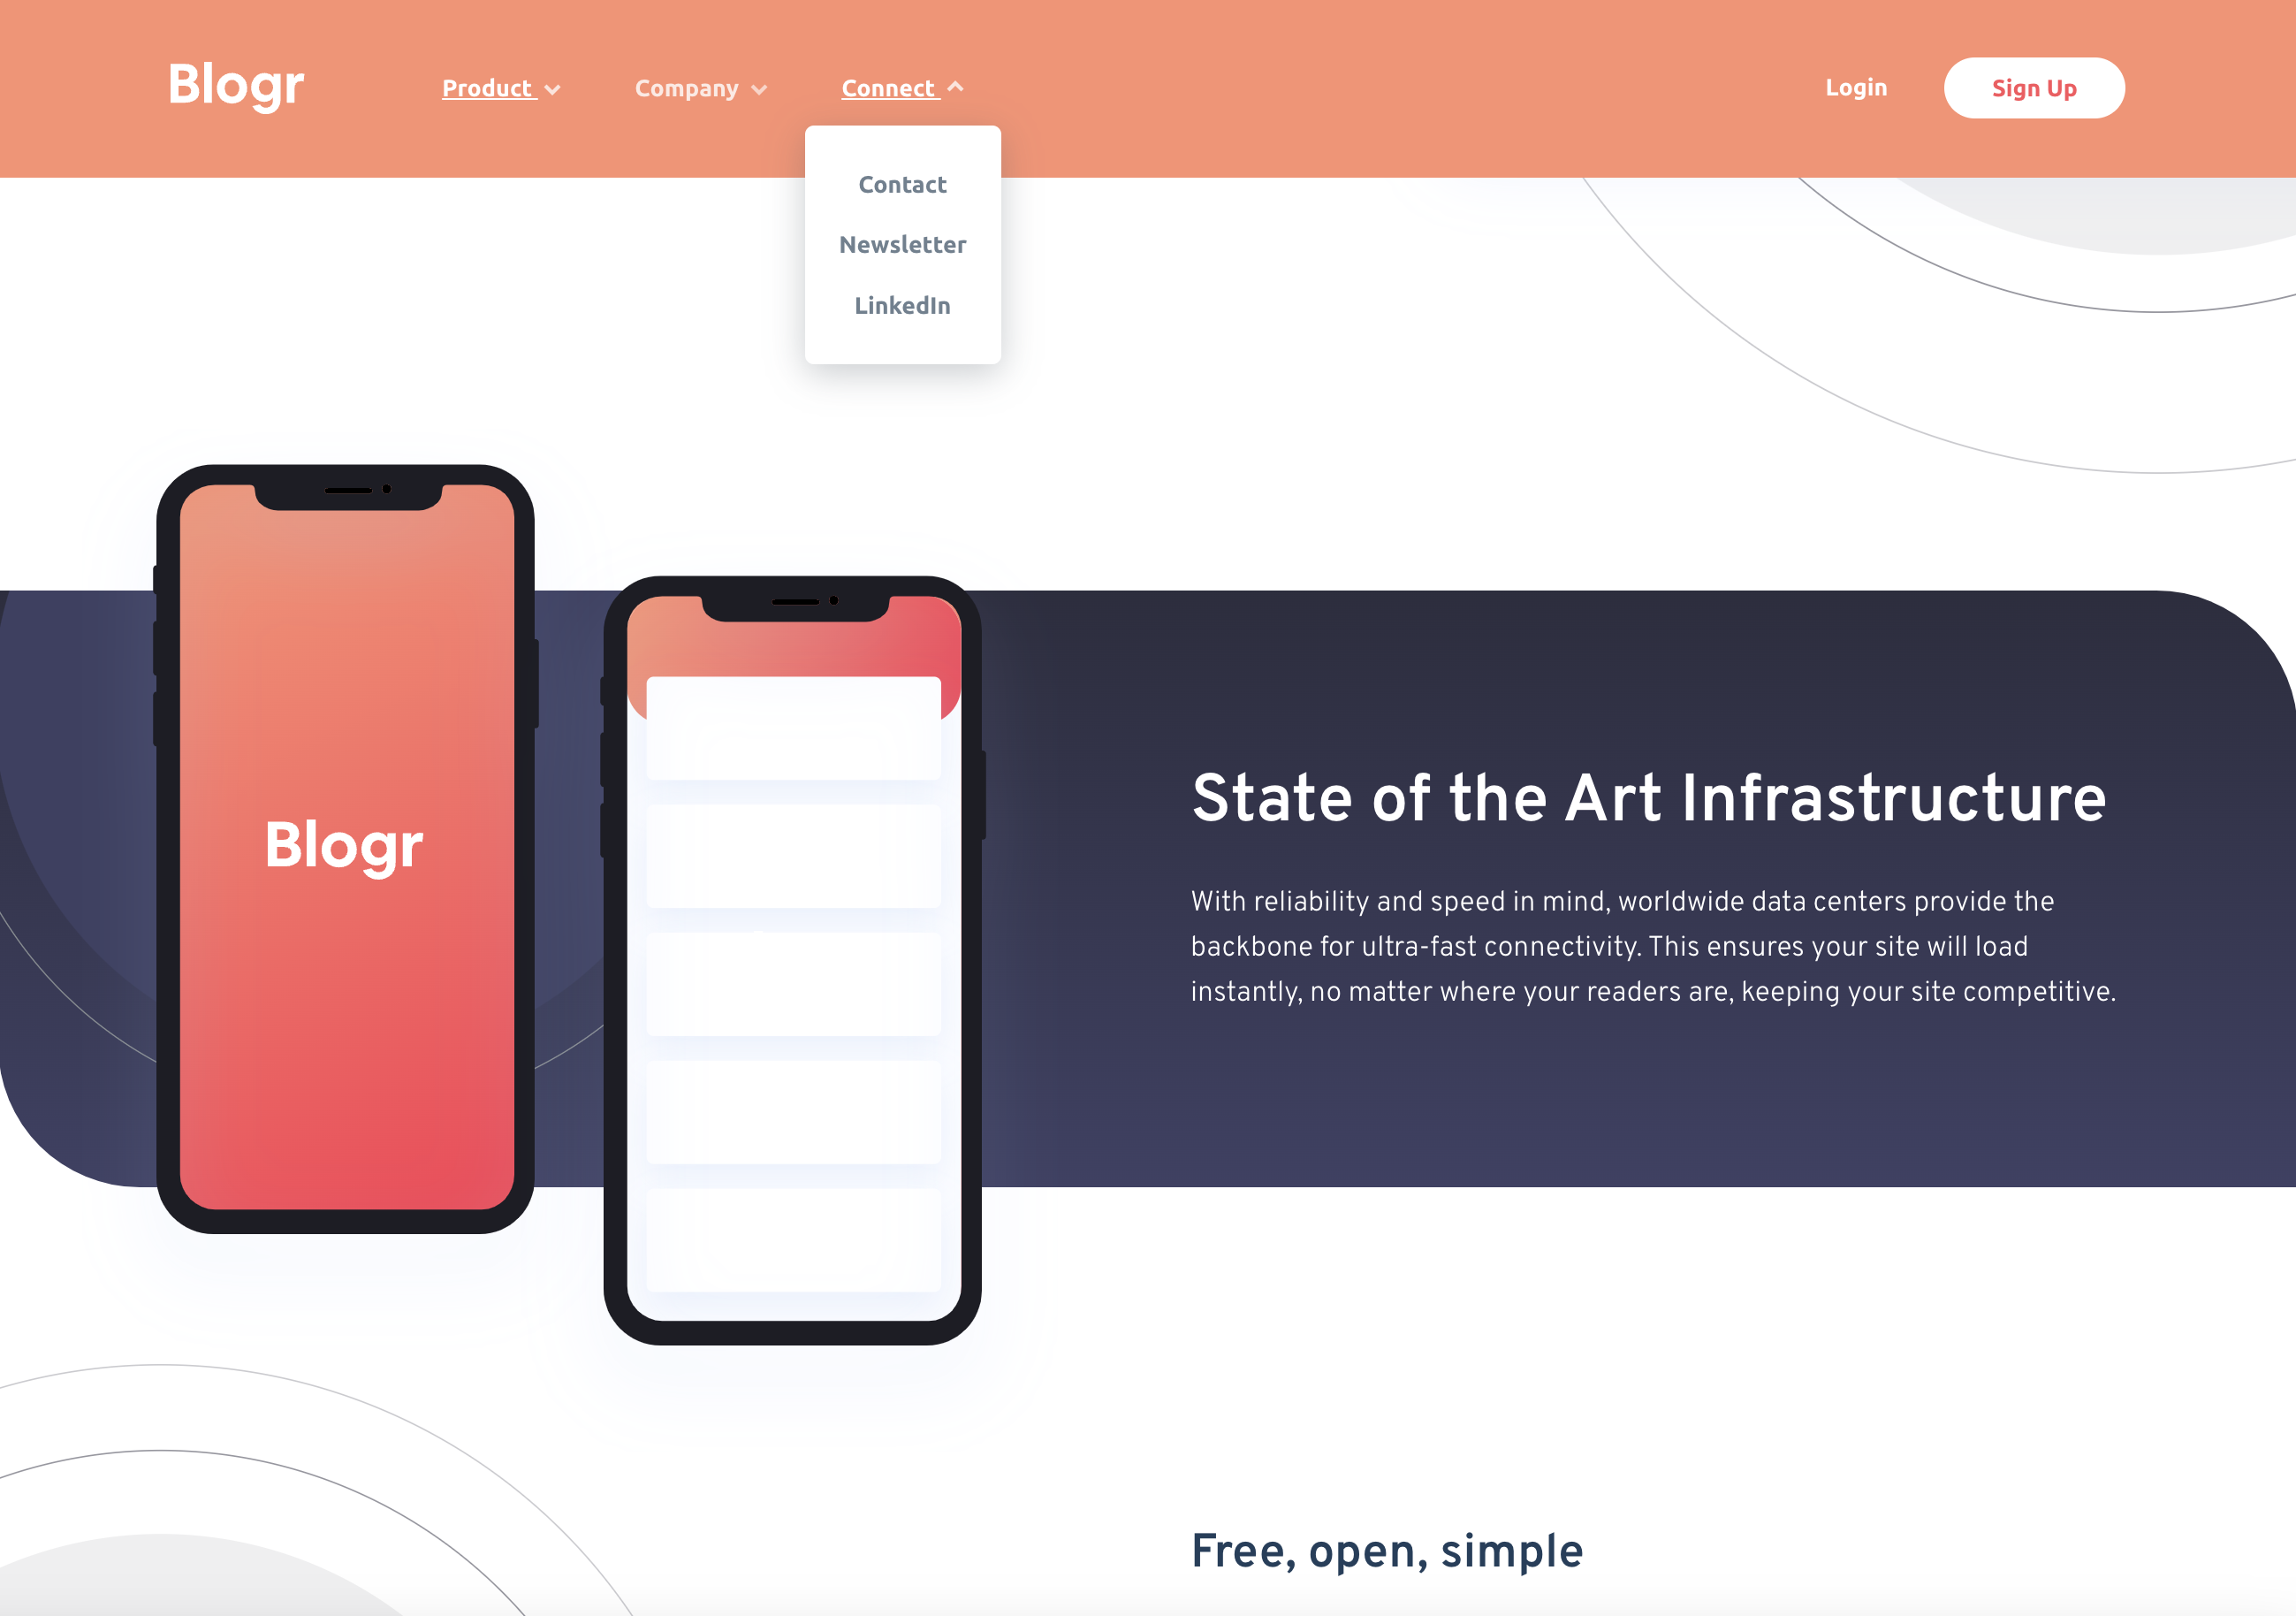 Blogr
Product
Company
Connect
Login
Sign Up
Contact
Newsletter
LinkedIn
Blogr
State of the Art Infrastructure
With reliability and speed in mind, worldwide data centers provide the
backbone for ultra-fast connectivity. This ensures your site will load
instantly, no matter where your readers are, keeping your site competitive.
Free, open, simple